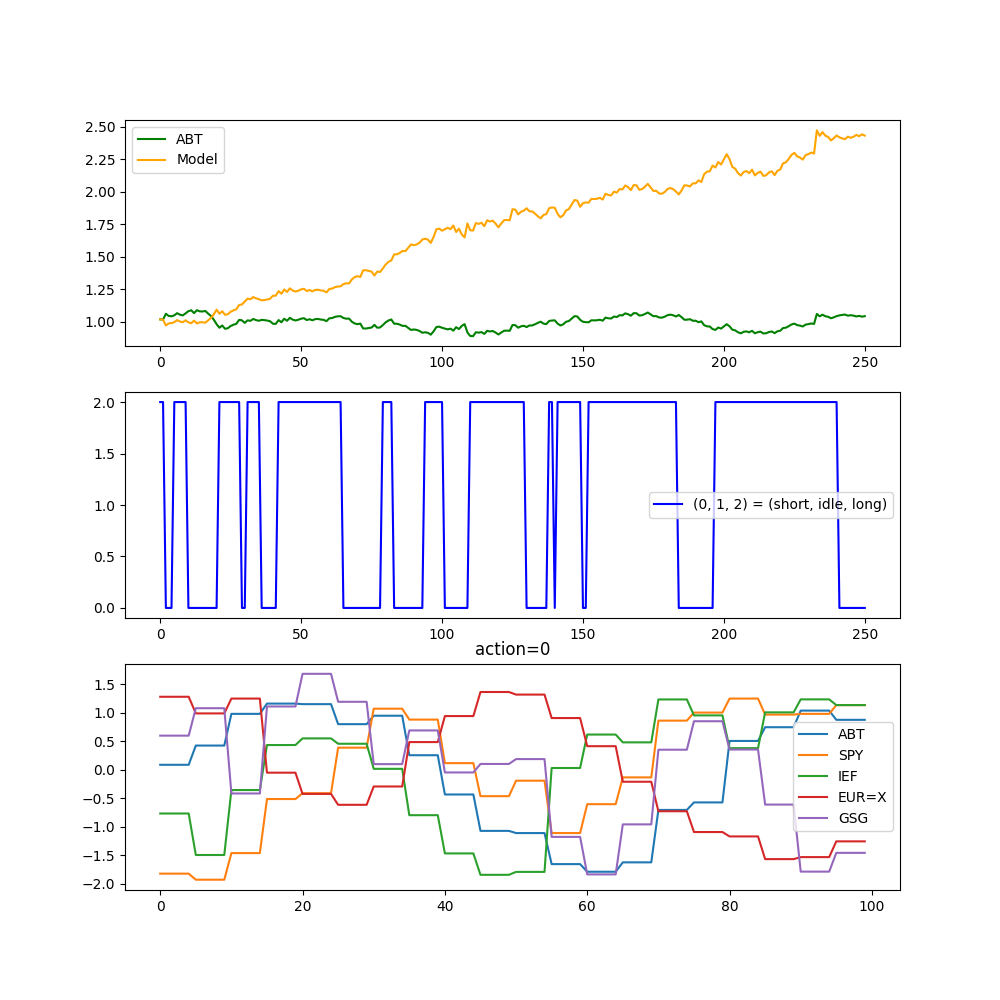 2.50
2.25
2.00
1.75
1.50
1.25
1.00
ABT
Model
0 50 100 150 200 250
2.0
1.5
1.0
0.5
0.0
(0, 1, 2) = (short, idle, long)
0 50 100 150 200 250
action=0
1.5
1.0
0.5
0.0
−0.5
−1.0
−1.5
−2.0
ABT
SPY
IEF
EUR=X
GSG
0 20 40 60 80 100